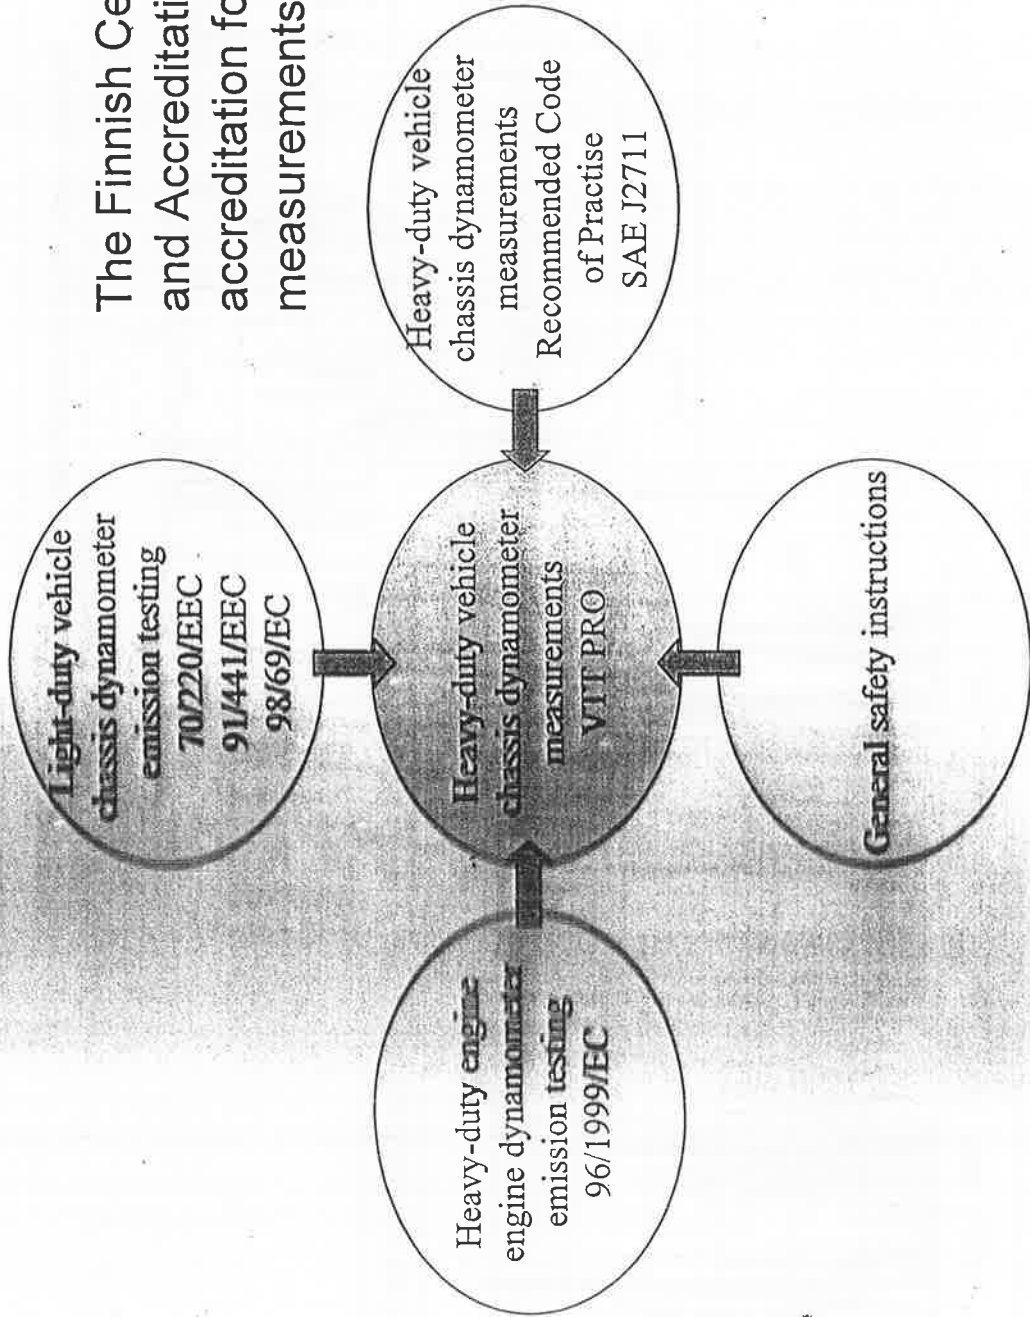 The Finnish Ce
and Accreditati
accreditation fo
measurements
Light-duty vehicle
chassis dynamometer
emission testing
70/220/EEC
91/441/EEC
98/69/EC
Heavy-duty engine
engine dynamometer
emission testing
96/1999/EC
Heavy-duty vehicle
chassis dynamometer
measurements
VTT PRO
Heavy-duty vehicle
chassis dynamometer
measurements
Recommended Code
of Practise
SAE J2711
General safety instructions